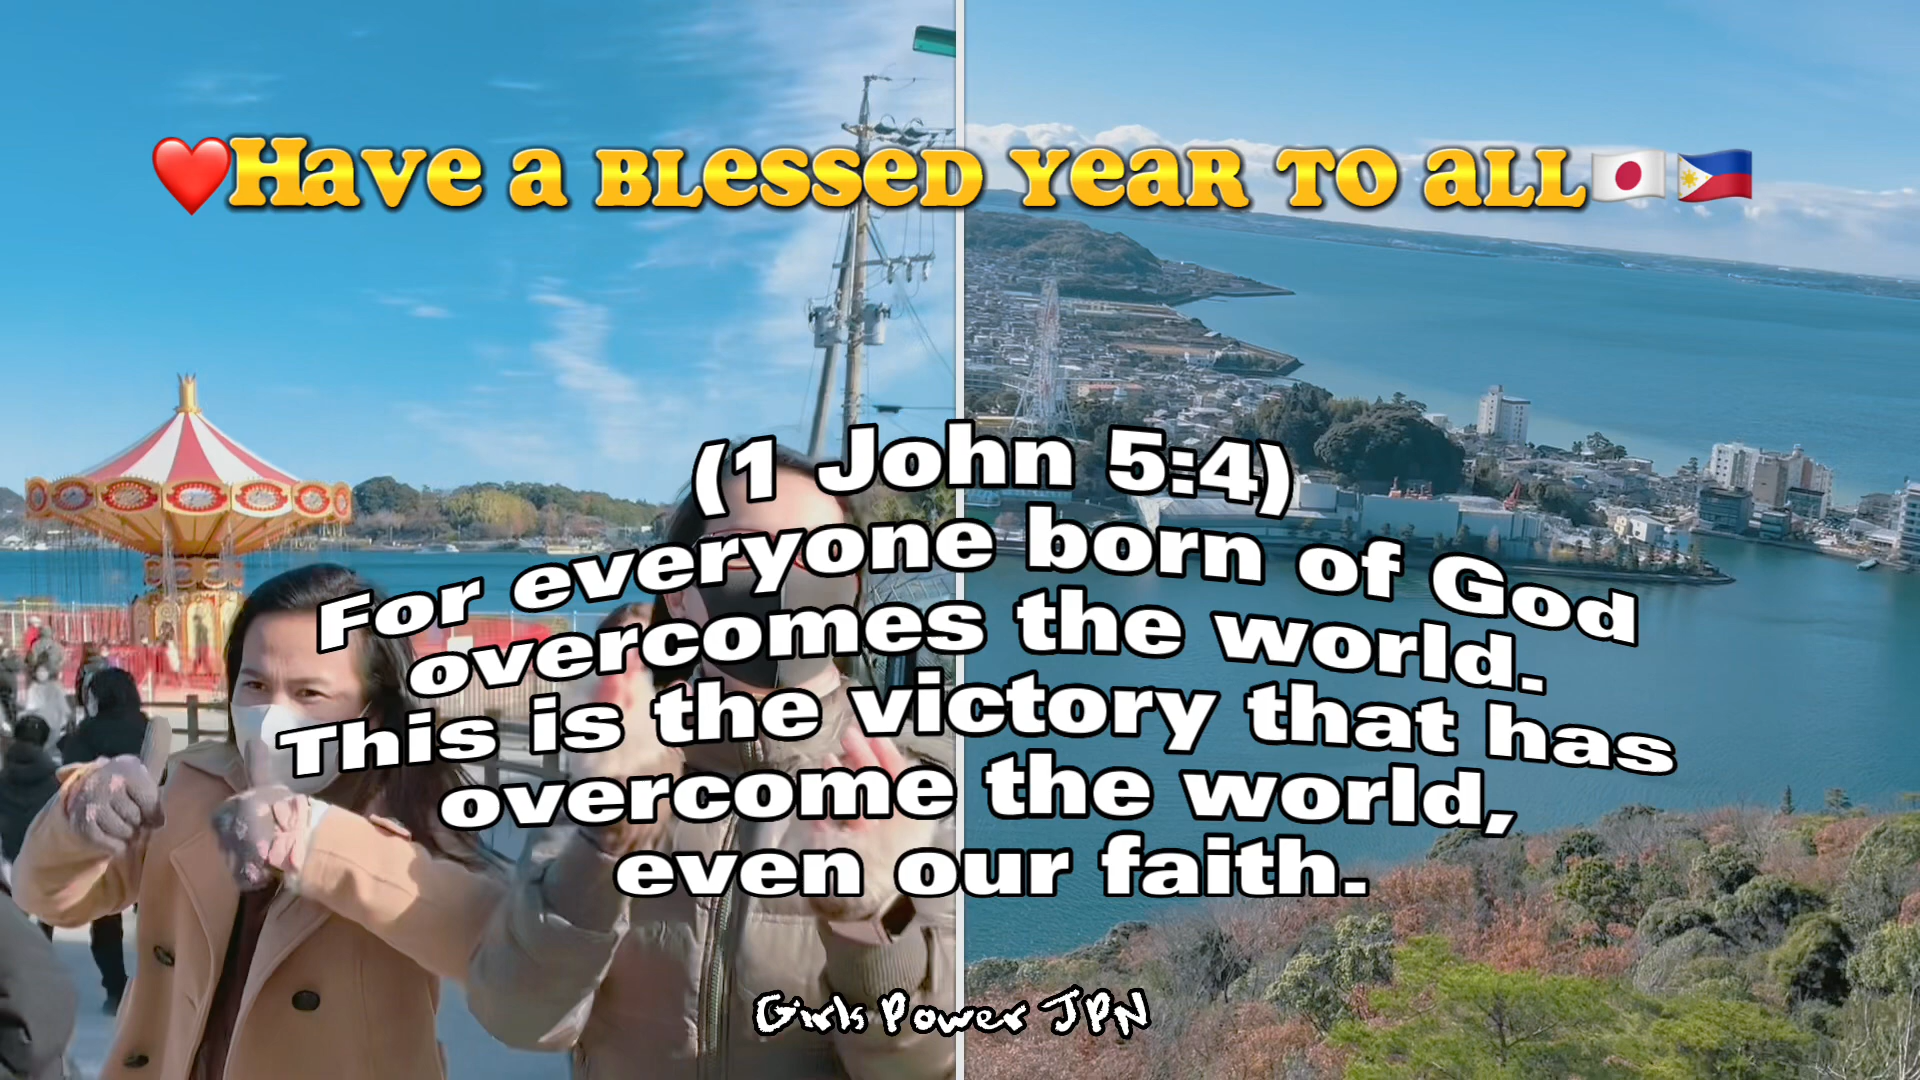 ❤️Have a BLessed year to all🇯🇵🇵🇭
(1 John 5:4)
For everyone born of God
overcomes the world.
This is the victory that has
overcome the world,
even our faith.
Girls Power JPN